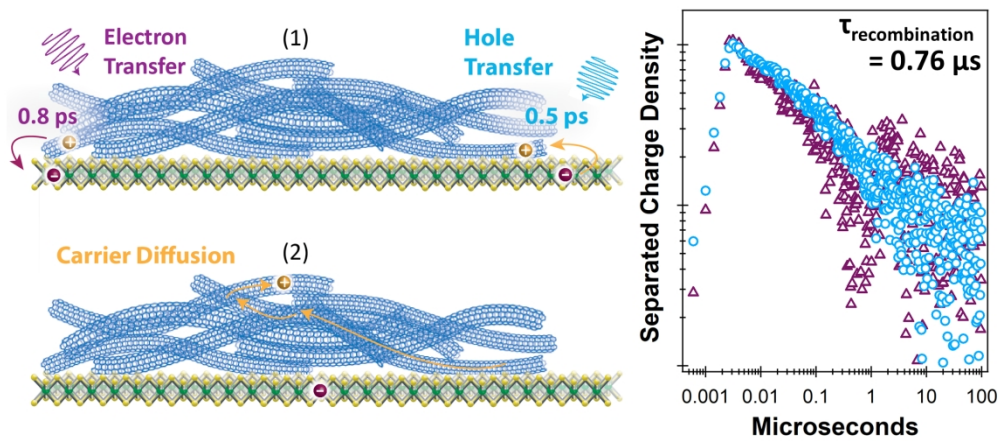 Electron
Transfer
(1)
Hole
Transfer
0.8 ps
0.5 ps
+
+
-
-
Carrier Diffusion
(2)
+
-
Separated Charge Density
τrecombination
= 0.76 µs
0.001 0.01 0.1 1 10 100
Microseconds